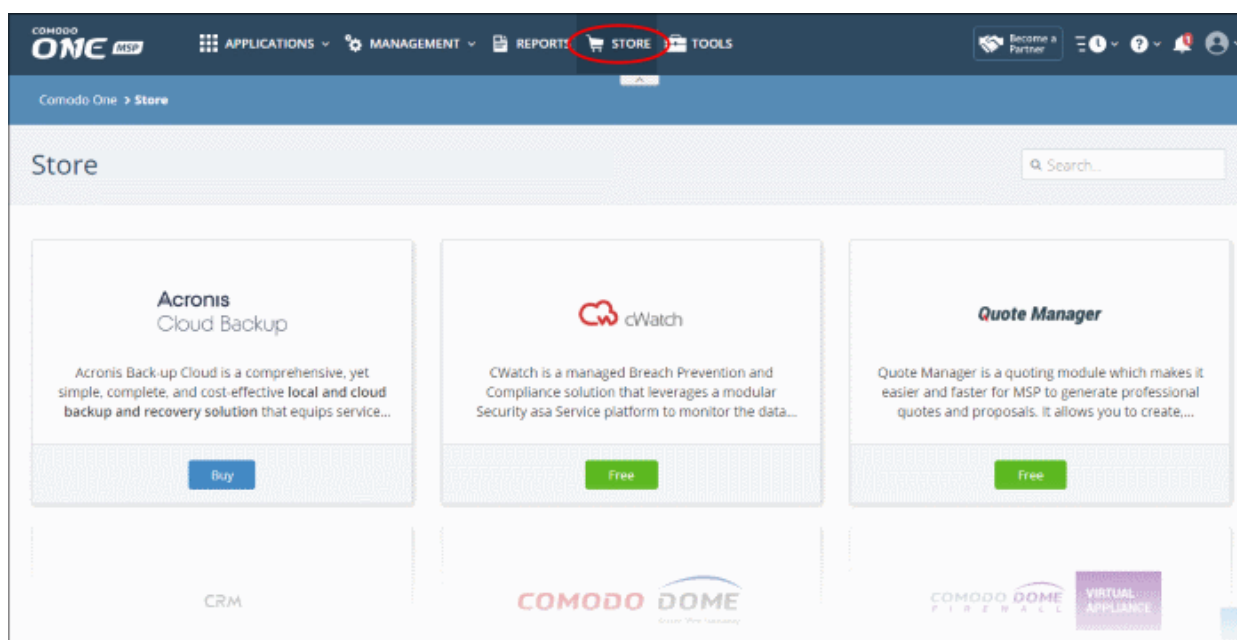 COMODO
ONE MSP
APPLICATIONS
MANAGEMENT
REPORTS
STORE
TOOLS
Become a
Partner
Comodo One > Store
Store
Search...
Acronis
Cloud Backup
Acronis Back-up Cloud is a comprehensive, yet
simple, complete, and cost-effective local and cloud
backup and recovery solution that equips service...
Buy
cWatch
CWatch is a managed Breach Prevention and
Compliance solution that leverages a modular
Security asa Service platform to monitor the data...
Free
Quote Manager
Quote Manager is a quoting module which makes it
easier and faster for MSP to generate professional
quotes and proposals. It allows you to create,...
Free
CRM
COMODO DOME
COMODO DOME
FIREWALL
VIRTUAL
APPLIANCE